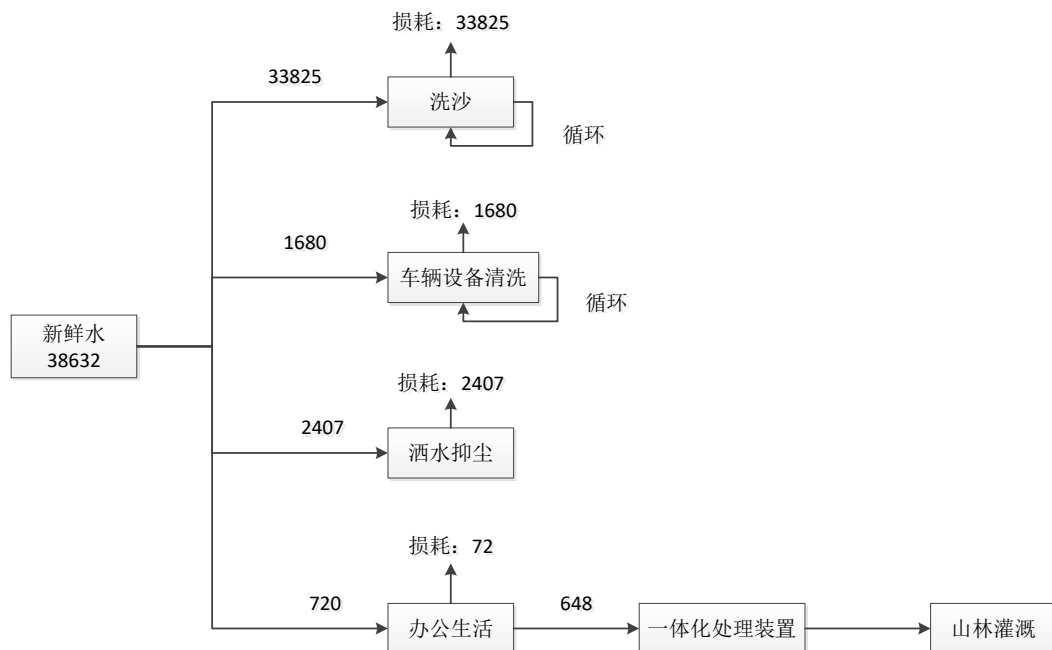 损耗：33825
33825
洗沙
循环
损耗：1680
1680
车辆设备清洗
循环
新鲜水
38632
损耗：2407
2407
洒水抑尘
损耗：72
720
办公生活
648
一体化处理装置
山林灌溉